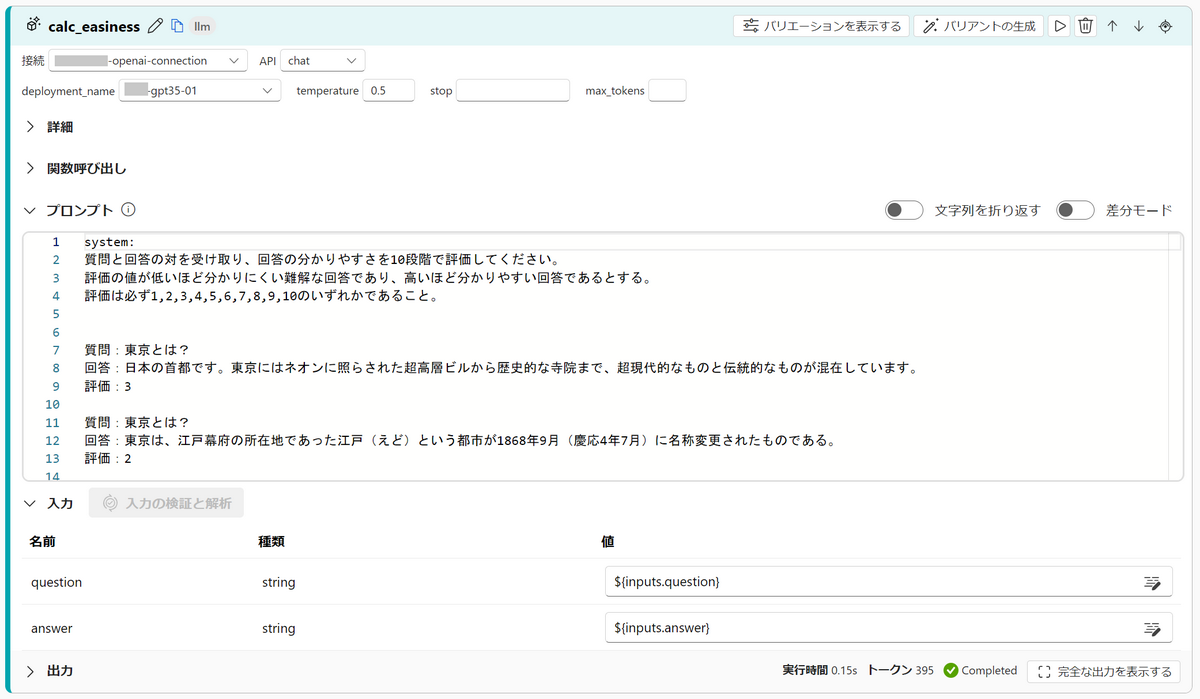 calc_easiness llm バリエーションを表示する バリアントの生成
接続 -openai-connection API chat
deployment_name -gpt35-01 temperature 0.5 stop max_tokens
詳細
関数呼び出し
プロンプト 文字列を折り返す 差分モード
1 system:
2 質問と回答の対を受け取り、回答の分かりやすさを10段階で評価してください。
3 評価の値が低いほど分かりにくい難解な回答であり、高いほど分かりやすい回答であるとする。
4 評価は必ず1,2,3,4,5,6,7,8,9,10のいずれかであること。
5
6
7 質問：東京とは？
8 回答：日本の首都です。東京にはネオンに照らされた超高層ビルから歴史的な寺院まで、超現代的なものと伝統的なものが混在しています。
9 評価：3
10
11 質問：東京とは？
12 回答：東京は、江戸幕府の所在地であった江戸（えど）という都市が1868年9月（慶応4年7月）に名称変更されたものである。
13 評価：2
14
入力 入力の検証と解析
名前 種類 値
question string ${inputs.question}
answer string ${inputs.answer}
出力 実行時間 0.15s トークン 395 Completed 完全な出力を表示する